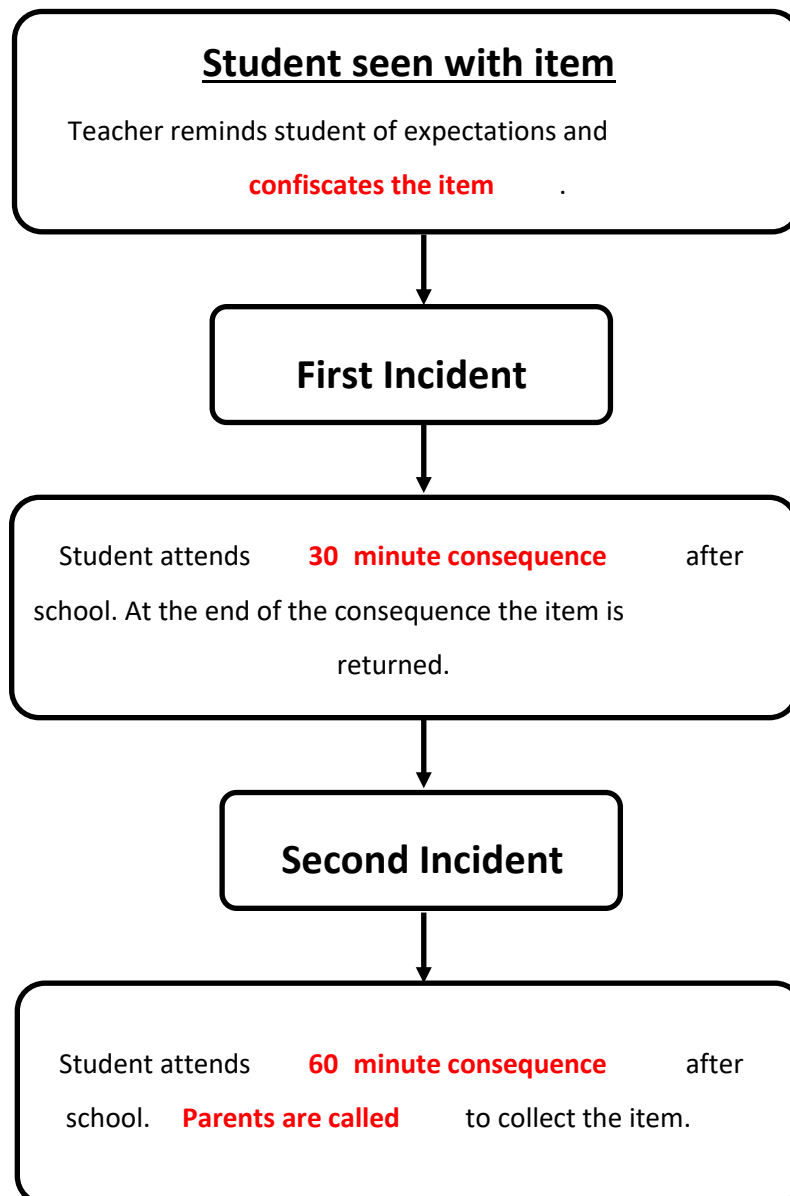 Student seen with item
Teacher reminds student of expectations and
confiscates the item .
First Incident
Student attends 30 minute consequence after
school. At the end of the consequence the item is
returned.
Second Incident
Student attends 60 minute consequence after
school. Parents are called to collect the item.